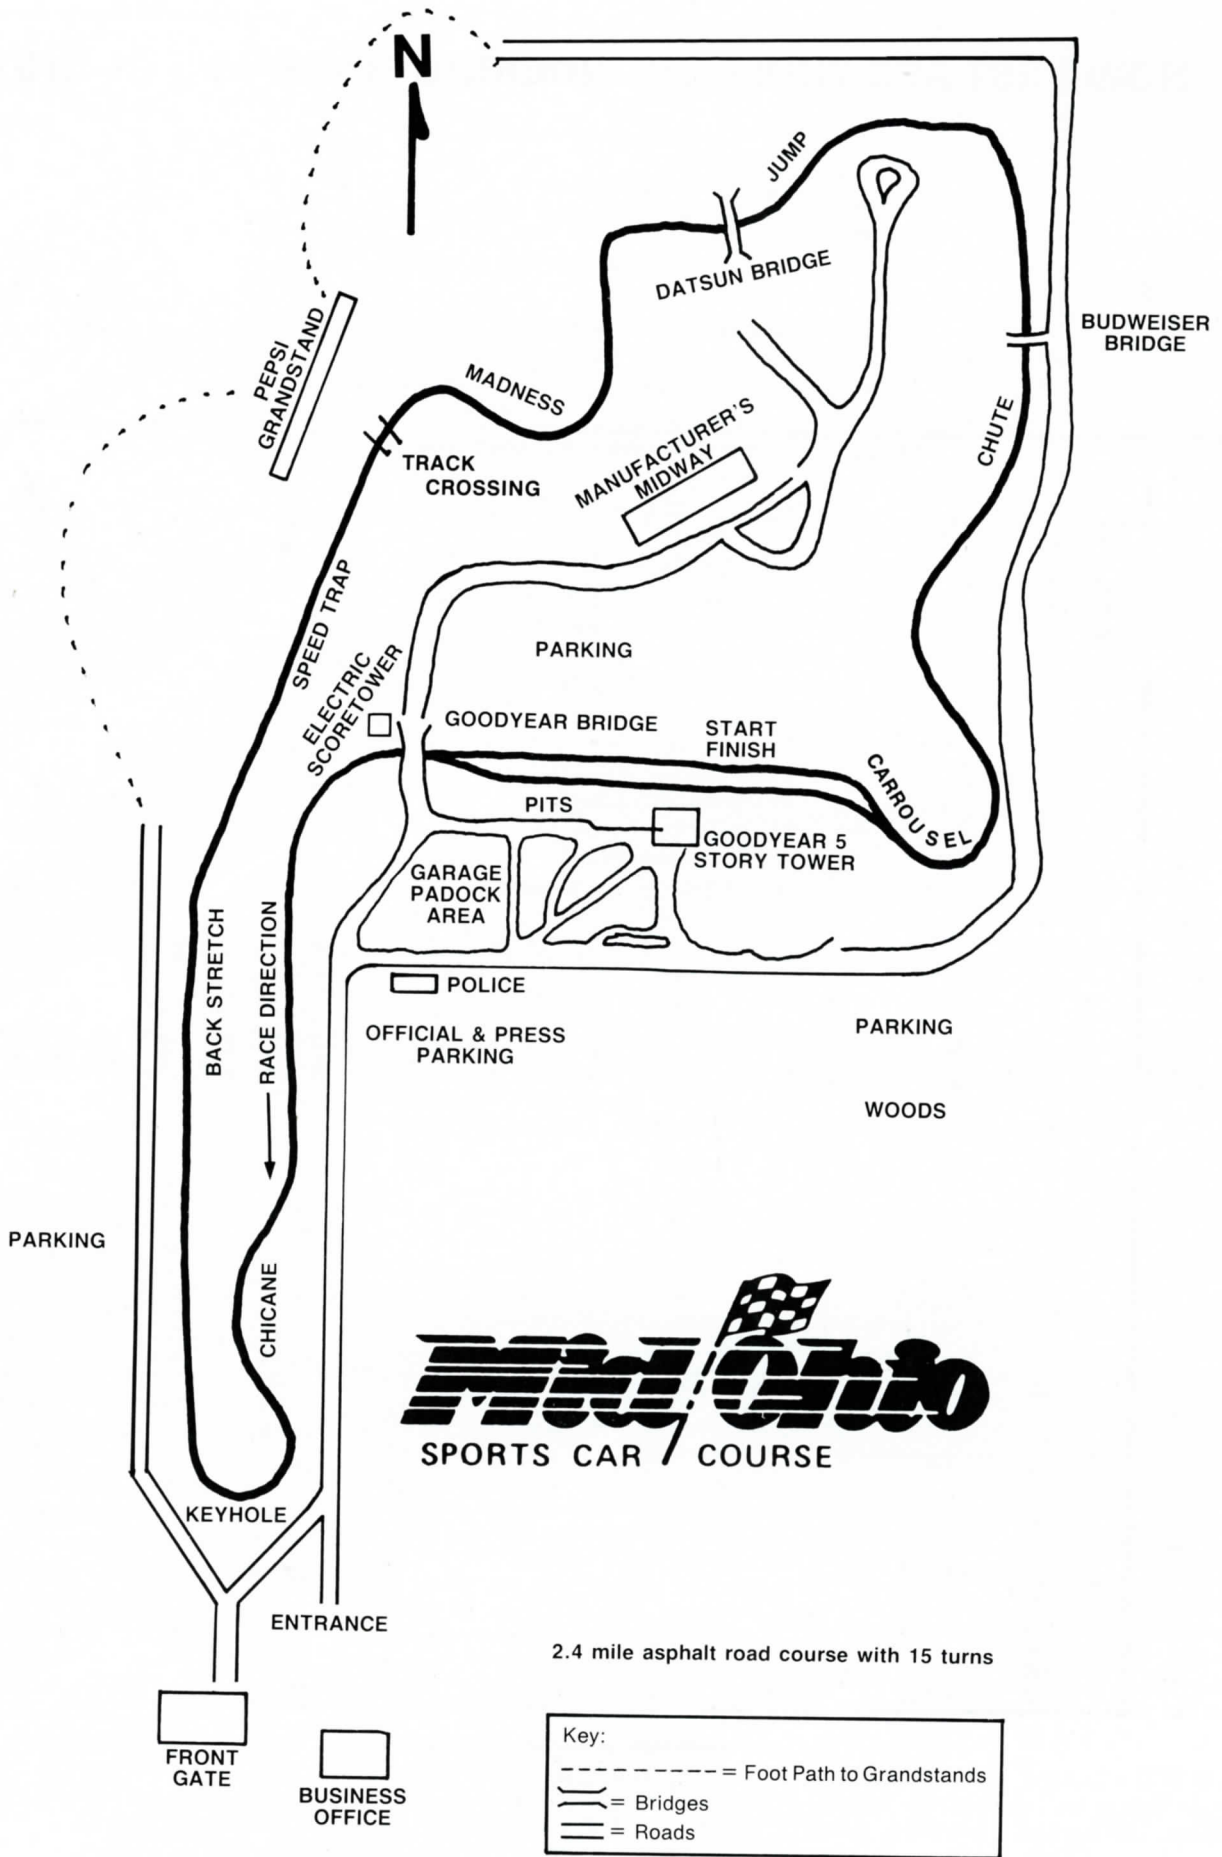 N
JUMP
DATSUN BRIDGE
BUDWEISER
BRIDGE
PEPSI
GRANDSTAND
MADNESS
CHUTE
TRACK
CROSSING
MANUFACTURER'S
MIDWAY
SPEED TRAP
PARKING
ELECTRIC
SCORETOWER
GOODYEAR BRIDGE
START
FINISH
CARROUSEL
PITS
GOODYEAR 5
STORY TOWER
GARAGE
PADOCK
AREA
BACK STRETCH
RACE DIRECTION
POLICE
OFFICIAL & PRESS
PARKING
PARKING
WOODS
PARKING
CHICANE
Mid Ohio
SPORTS CAR COURSE
KEYHOLE
ENTRANCE
2.4 mile asphalt road course with 15 turns
FRONT
GATE
BUSINESS
OFFICE
Key:
= Foot Path to Grandstands
= Bridges
= Roads